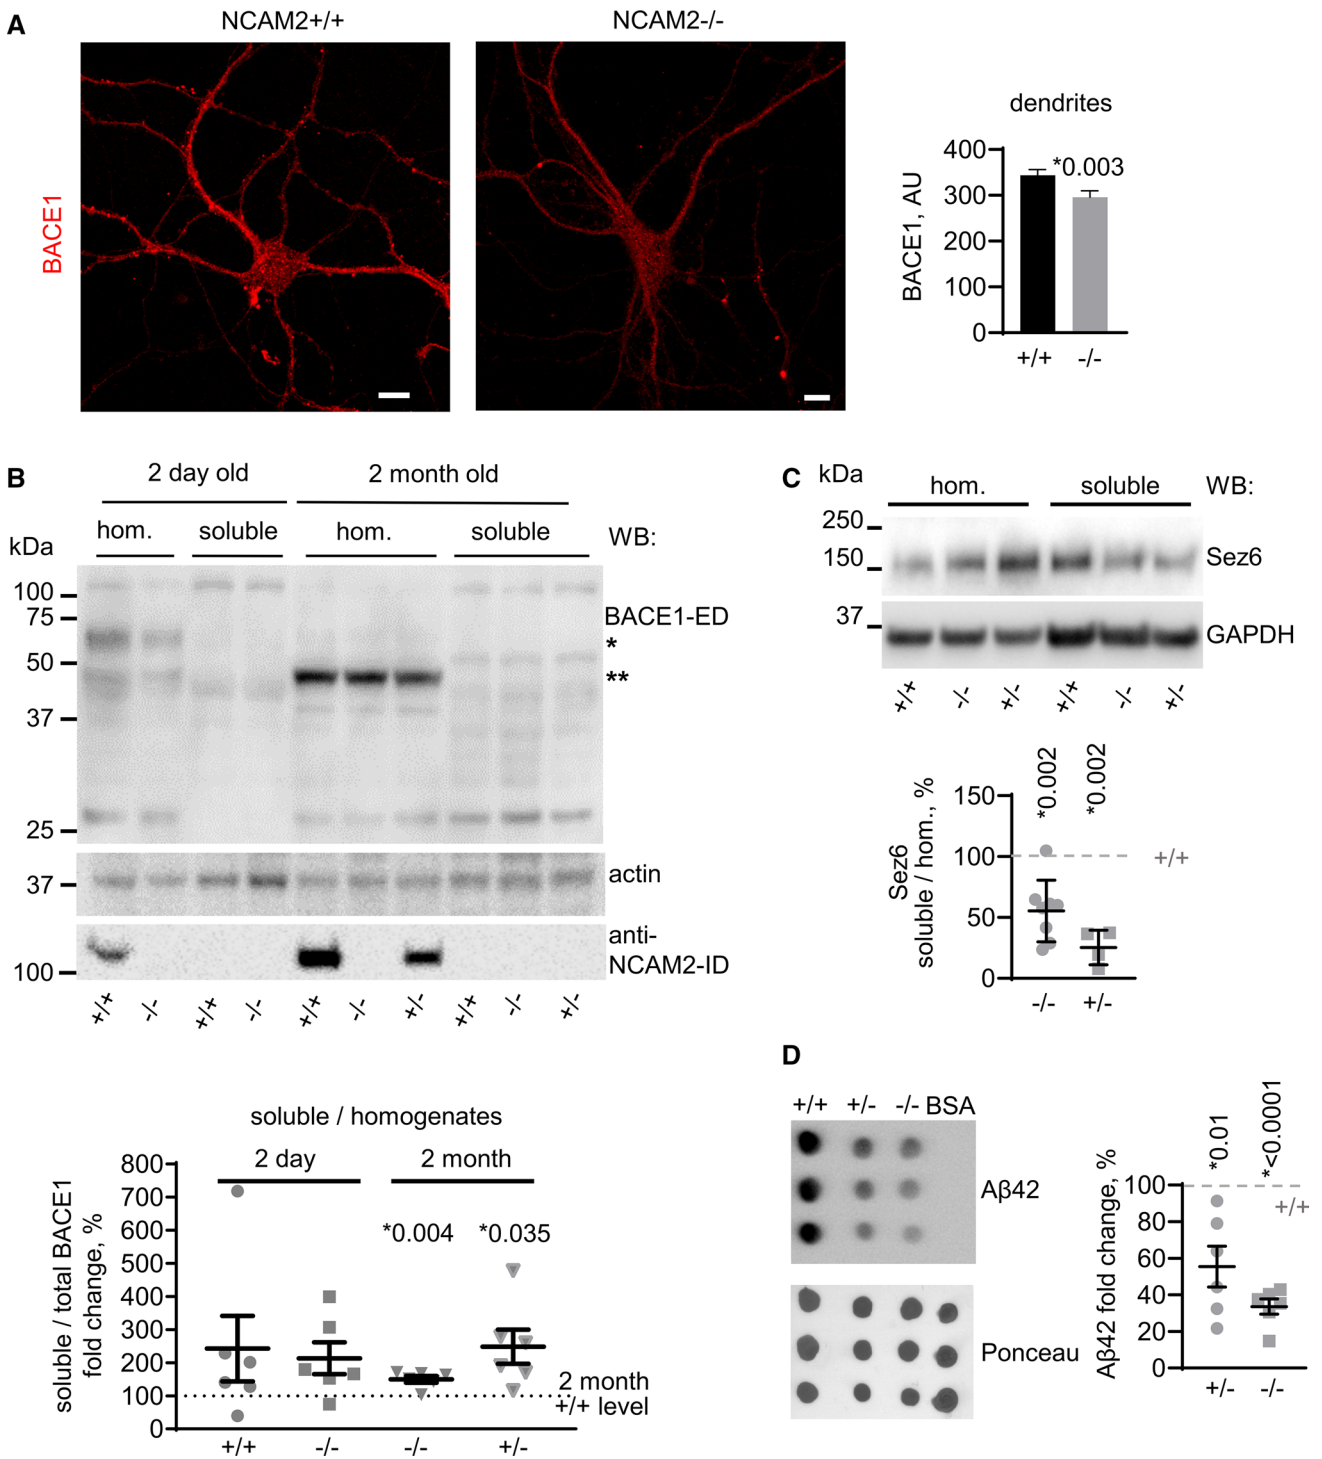 A
NCAM2+/+
NCAM2-/-
BACE1
dendrites
BACE1, AU
400
300
200
100
0
*0.003
+/+
-/-
B
2 day old
2 month old
hom.
soluble
hom.
soluble
WB:
kDa
100
75
50
37
25
BACE1-ED
*
**
37
actin
100
anti-
NCAM2-ID
+/+
-/-
+/+
-/-
+/+
-/-
+/-
+/+
-/-
+/-
soluble / homogenates
2 day
2 month
soluble / total BACE1
fold change, %
800
700
600
500
400
300
200
100
0
*0.004
*0.035
2 month
+/+ level
+/+
-/-
-/-
+/-
C
kDa
hom.
soluble
WB:
250
150
Sez6
37
GAPDH
+/+
-/-
+/-
+/+
-/-
+/-
Sez6
soluble / hom., %
150
100
50
0
*0.002
*0.002
+/+
-/-
+/-
D
+/+
+/-
-/-
BSA
Aβ42
Ponceau
Aβ42 fold change, %
100
80
60
40
20
0
*0.01
*<0.0001
+/+
+/-
-/-